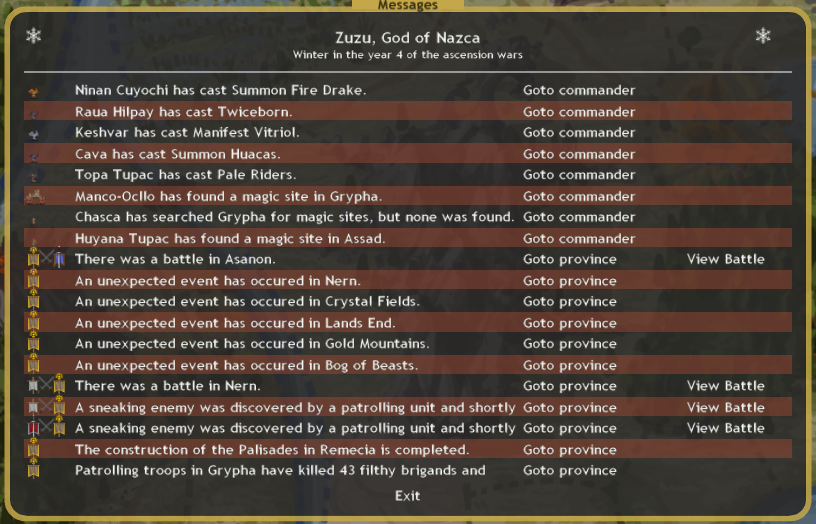 Messages
Zuzu, God of Nazca
Winter in the year 4 of the ascension wars
Ninan Cuyochi has cast Summon Fire Drake. Goto commander
Raua Hilpay has cast Twiceborn. Goto commander
Keshvar has cast Manifest Vitriol. Goto commander
Cava has cast Summon Huacas. Goto commander
Topa Tupac has cast Pale Riders. Goto commander
Manco-Ocllo has found a magic site in Grypha. Goto commander
Chasca has searched Grypha for magic sites, but none was found. Goto commander
Huyana Tupac has found a magic site in Assad. Goto commander
There was a battle in Asanon. Goto province View Battle
An unexpected event has occured in Nern. Goto province
An unexpected event has occured in Crystal Fields. Goto province
An unexpected event has occured in Lands End. Goto province
An unexpected event has occured in Gold Mountains. Goto province
An unexpected event has occured in Bog of Beasts. Goto province
There was a battle in Nern. Goto province View Battle
A sneaking enemy was discovered by a patrolling unit and shortly Goto province View Battle
A sneaking enemy was discovered by a patrolling unit and shortly Goto province View Battle
The construction of the Palisades in Remecia is completed. Goto province
Patrolling troops in Grypha have killed 43 filthy brigands and Goto province
Exit